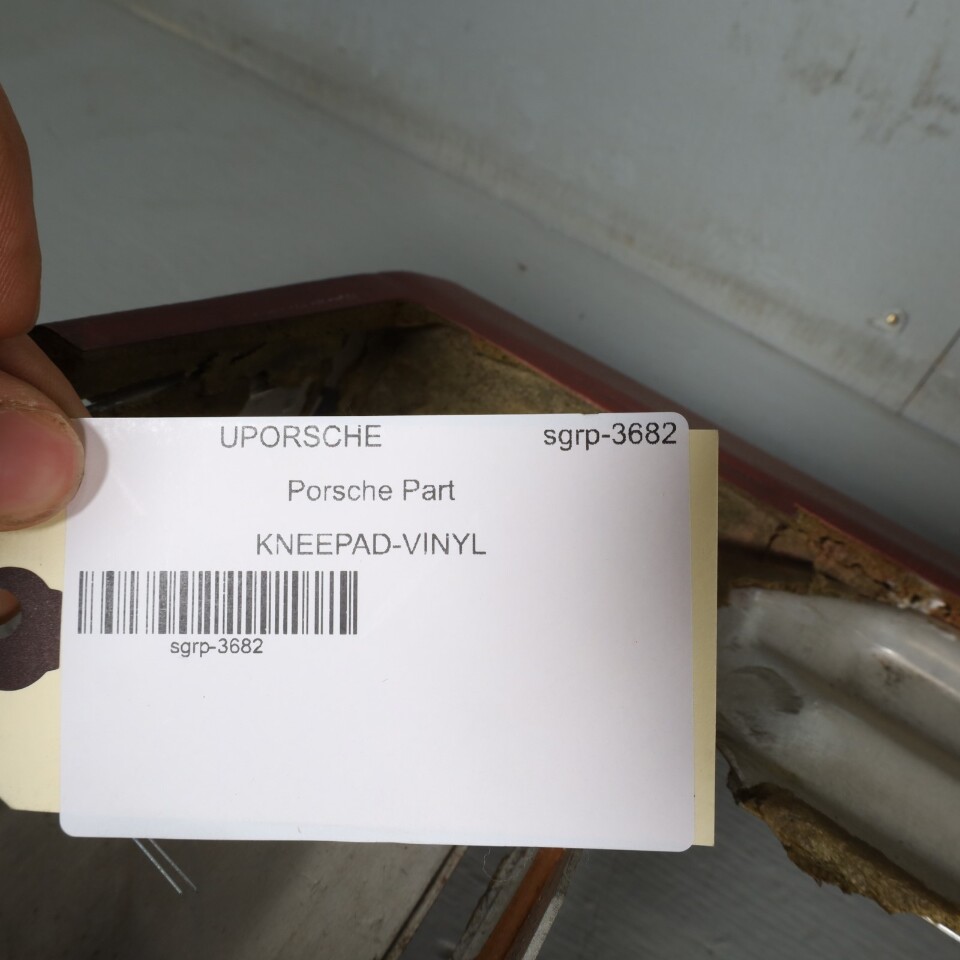 UPORSCHE sgrp-3682
Porsche Part
KNEEPAD-VINYL
sgrp-3682